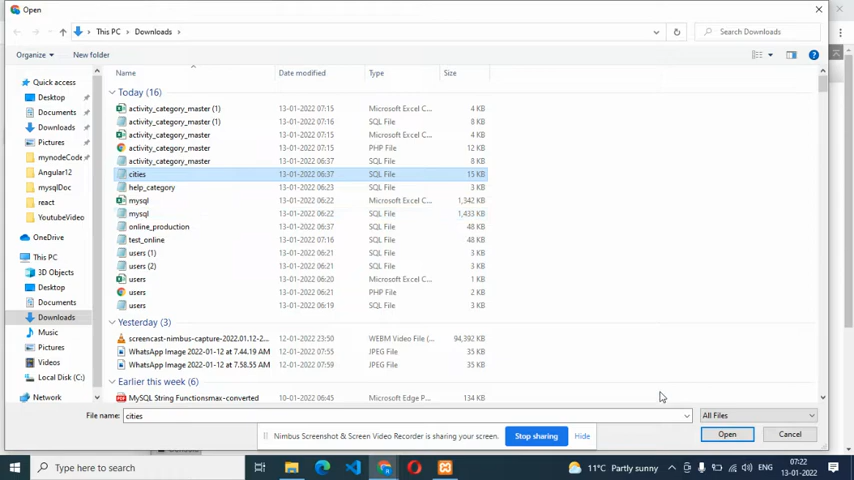 Open
This PC > Downloads >
Search Downloads
Organize
New folder
Name Date modified Type Size
Quick access
Desktop
Documents
Downloads
Pictures
mynodeCode
Angular12
mysqlDoc
react
YoutubeVideo
OneDrive
This PC
3D Objects
Desktop
Documents
Downloads
Music
Pictures
Videos
Local Disk (C:)
Network
Today (16)
activity_category_master (1) 13-01-2022 07:15 Microsoft Excel C... 4 KB
activity_category_master (1) 13-01-2022 07:15 SQL File 8 KB
activity_category_master 13-01-2022 07:15 Microsoft Excel C... 4 KB
activity_category_master 13-01-2022 07:15 PHP File 12 KB
activity_category_master 13-01-2022 06:37 SQL File 8 KB
cities 13-01-2022 06:37 SQL File 15 KB
help_category 13-01-2022 06:23 SQL File 3 KB
mysql 13-01-2022 06:22 Microsoft Excel C... 1,342 KB
mysql 13-01-2022 06:22 SQL File 1,433 KB
online_production 13-01-2022 06:37 SQL File 48 KB
test_online 13-01-2022 07:16 SQL File 48 KB
users (1) 13-01-2022 06:21 SQL File 3 KB
users (2) 13-01-2022 06:21 SQL File 3 KB
users 13-01-2022 06:20 Microsoft Excel C... 1 KB
users 13-01-2022 06:21 PHP File 2 KB
users 13-01-2022 06:19 SQL File 3 KB
Yesterday (3)
screencast-nimbus-capture-2022.01.12-2... 12-01-2022 23:50 WEBM Video File (... 94,392 KB
WhatsApp Image 2022-01-12 at 7.44.19 AM 12-01-2022 07:55 JPEG File 35 KB
WhatsApp Image 2022-01-12 at 7.58.55 AM 12-01-2022 07:59 JPEG File 35 KB
Earlier this week (6)
MySQL String Functionsmax-converted 10-01-2022 06:45 Microsoft Edge P... 134 KB
File name: cities
All Files
Open
Cancel
Nimbus Screenshot & Screen Video Recorder is sharing your screen.
Stop sharing
Hide
Type here to search
11°C Partly sunny
ENG
07:22
13-01-2022